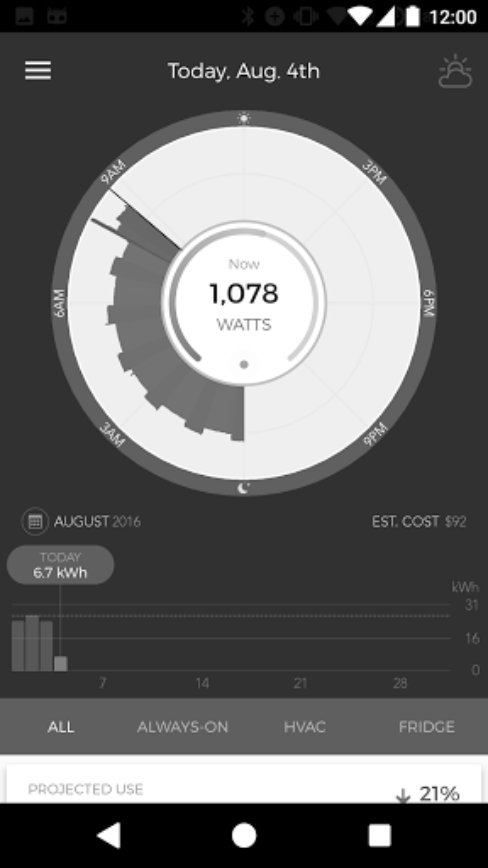 12:00
Today, Aug. 4th
9AM
3PM
6AM
6PM
3AM
9PM
Now
1,078
WATTS
AUGUST 2016
EST. COST $92
TODAY
6.7 kWh
kWh
31
16
0
7 14 21 28
ALL ALWAYS-ON HVAC FRIDGE
PROJECTED USE
21%